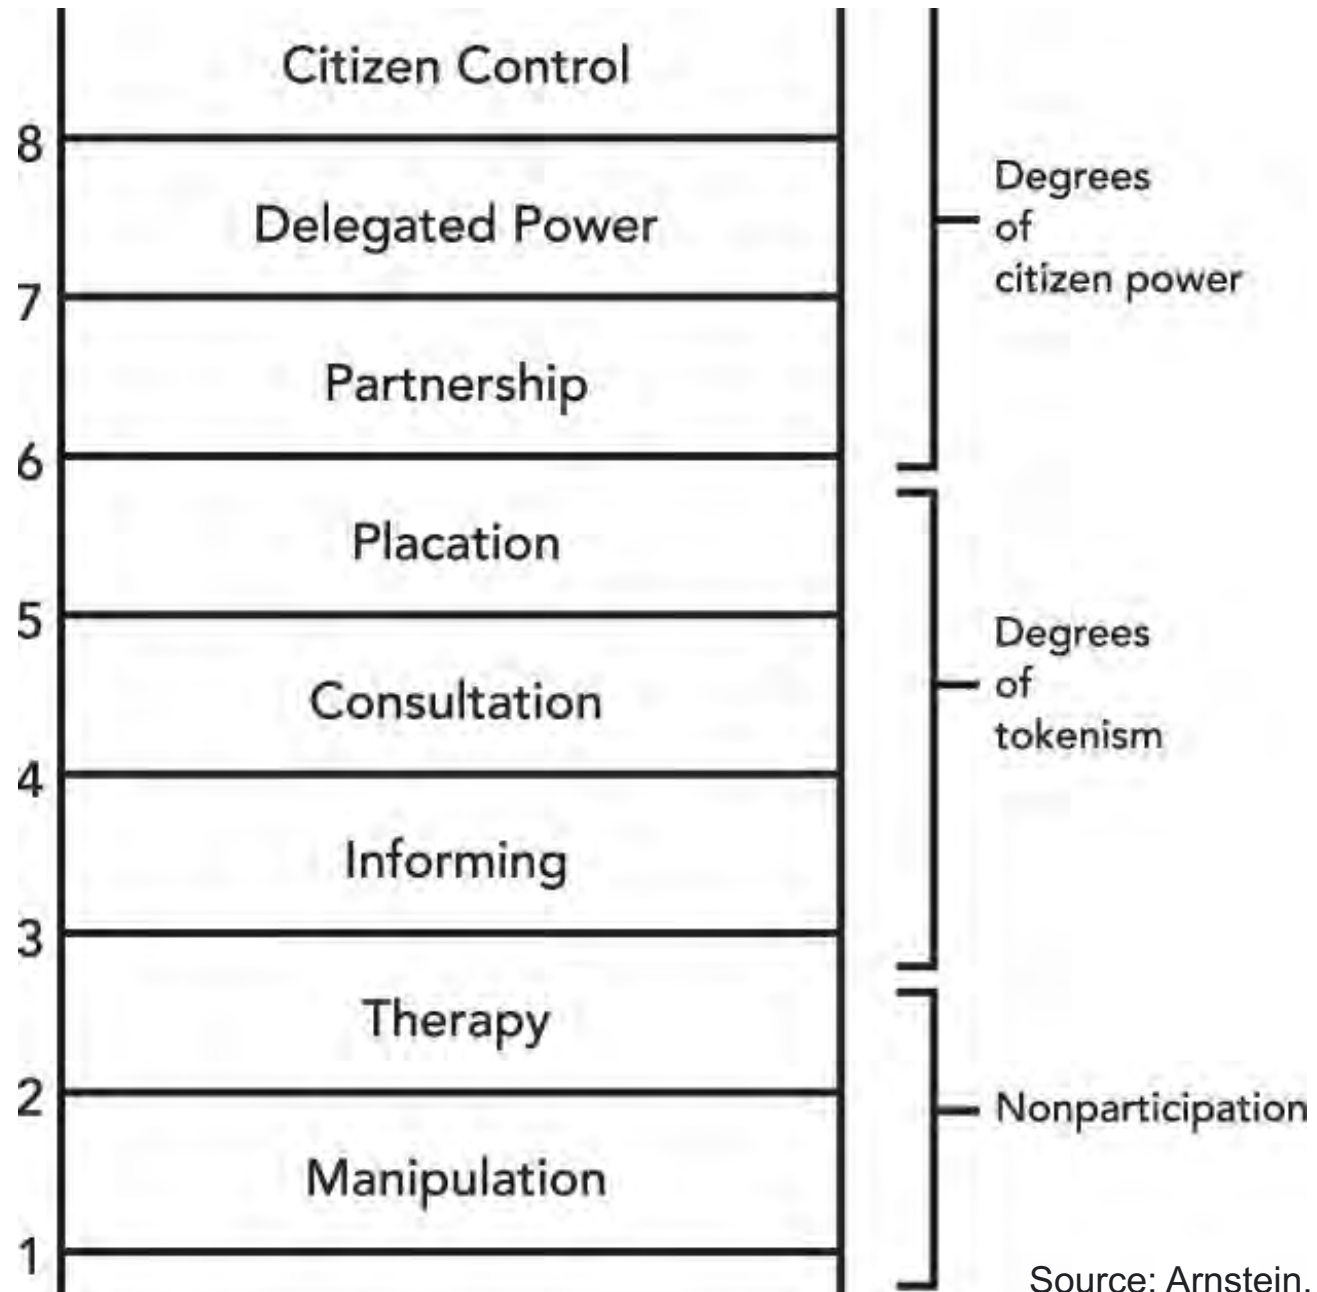 Citizen Control
8
Delegated Power
7
Partnership
6
Placation
5
Consultation
4
Informing
3
Therapy
2
Manipulation
1
Degrees
of
citizen power
Degrees
of
tokenism
Nonparticipation
Source: Arnstein,